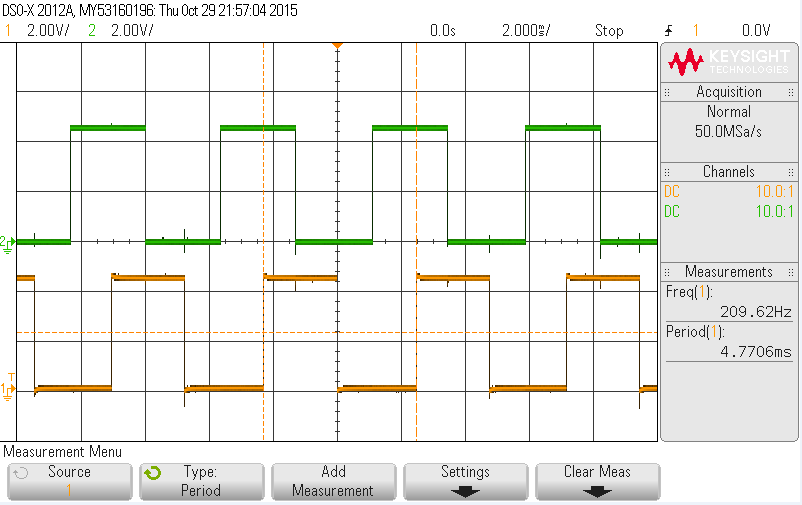 DSO-X 2012A, MY53160196: Thu Oct 29 21:57:04 2015
1 2.00V/ 2 2.00V/ 0.0s 2.000ms/ Stop 1 0.0V
KEYSIGHT
TECHNOLOGIES
Acquisition
Normal
50.0MSa/s
Channels
DC 10.0:1
DC 10.0:1
Measurements
Freq(1):
209.62Hz
Period(1):
4.7706ms
2
T
1
Measurement Menu
Source
1
Type:
Period
Add
Measurement
Settings
Clear Meas